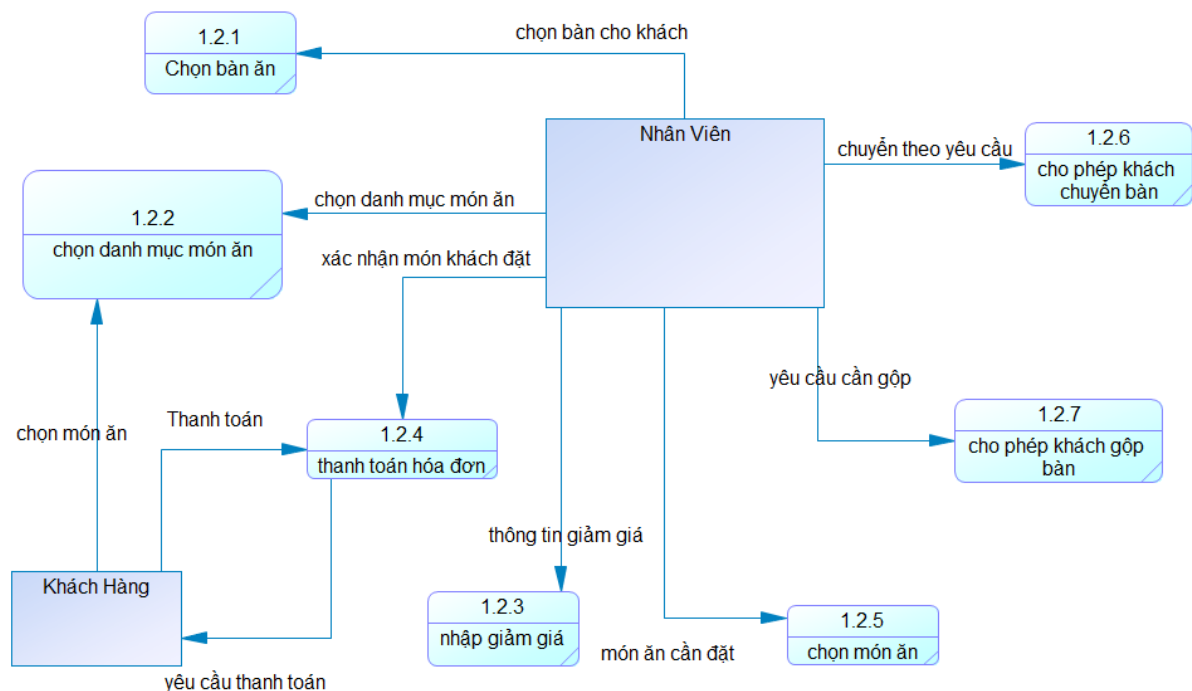 chọn bàn cho khách
1.2.1
Chọn bàn ăn
Nhân Viên
chuyển theo yêu cầu
1.2.6
cho phép khách
chuyển bàn
1.2.2
chọn danh mục món ăn
chọn danh mục món ăn
xác nhận món khách đặt
yêu cầu cần gộp
1.2.7
cho phép khách gộp
bàn
chọn món ăn
Thanh toán
1.2.4
thanh toán hóa đơn
thông tin giảm giá
Khách Hàng
1.2.3
nhập giảm giá
món ăn cần đặt
1.2.5
chọn món ăn
yêu cầu thanh toán